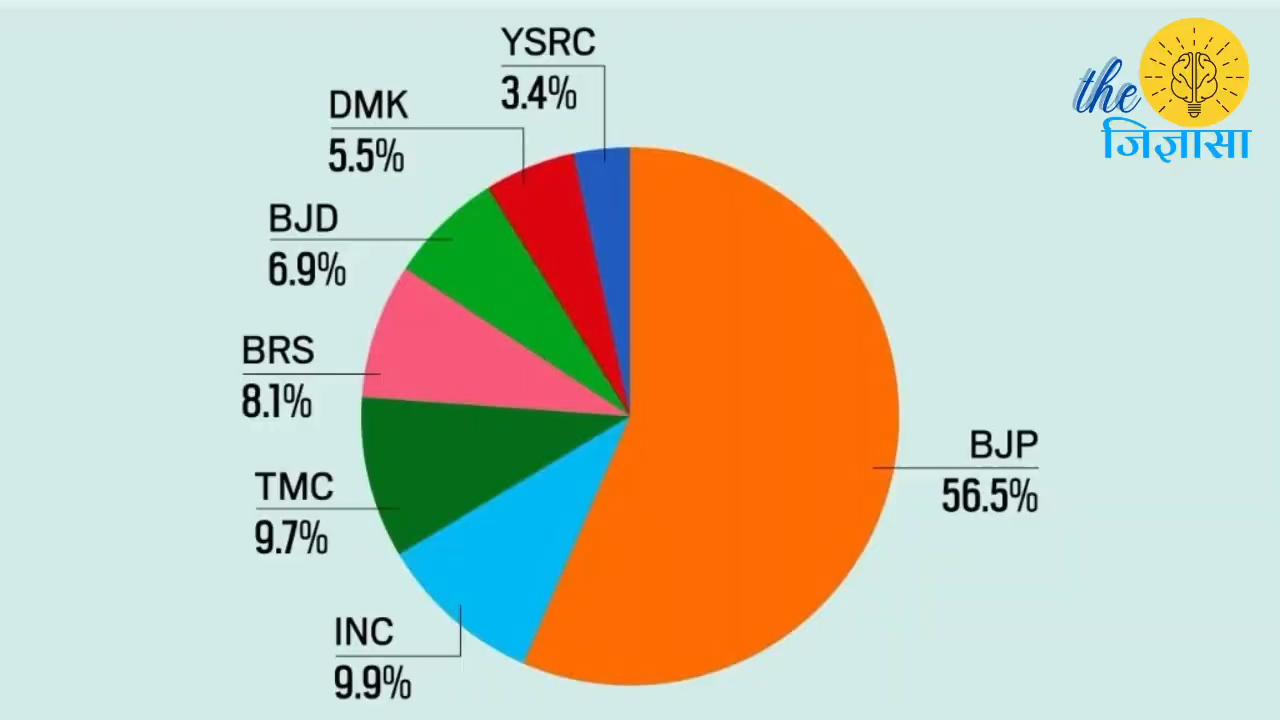 YSRC
3.4%
DMK
5.5%
BJD
6.9%
BRS
8.1%
TMC
9.7%
INC
9.9%
BJP
56.5%
the
जिज्ञासा